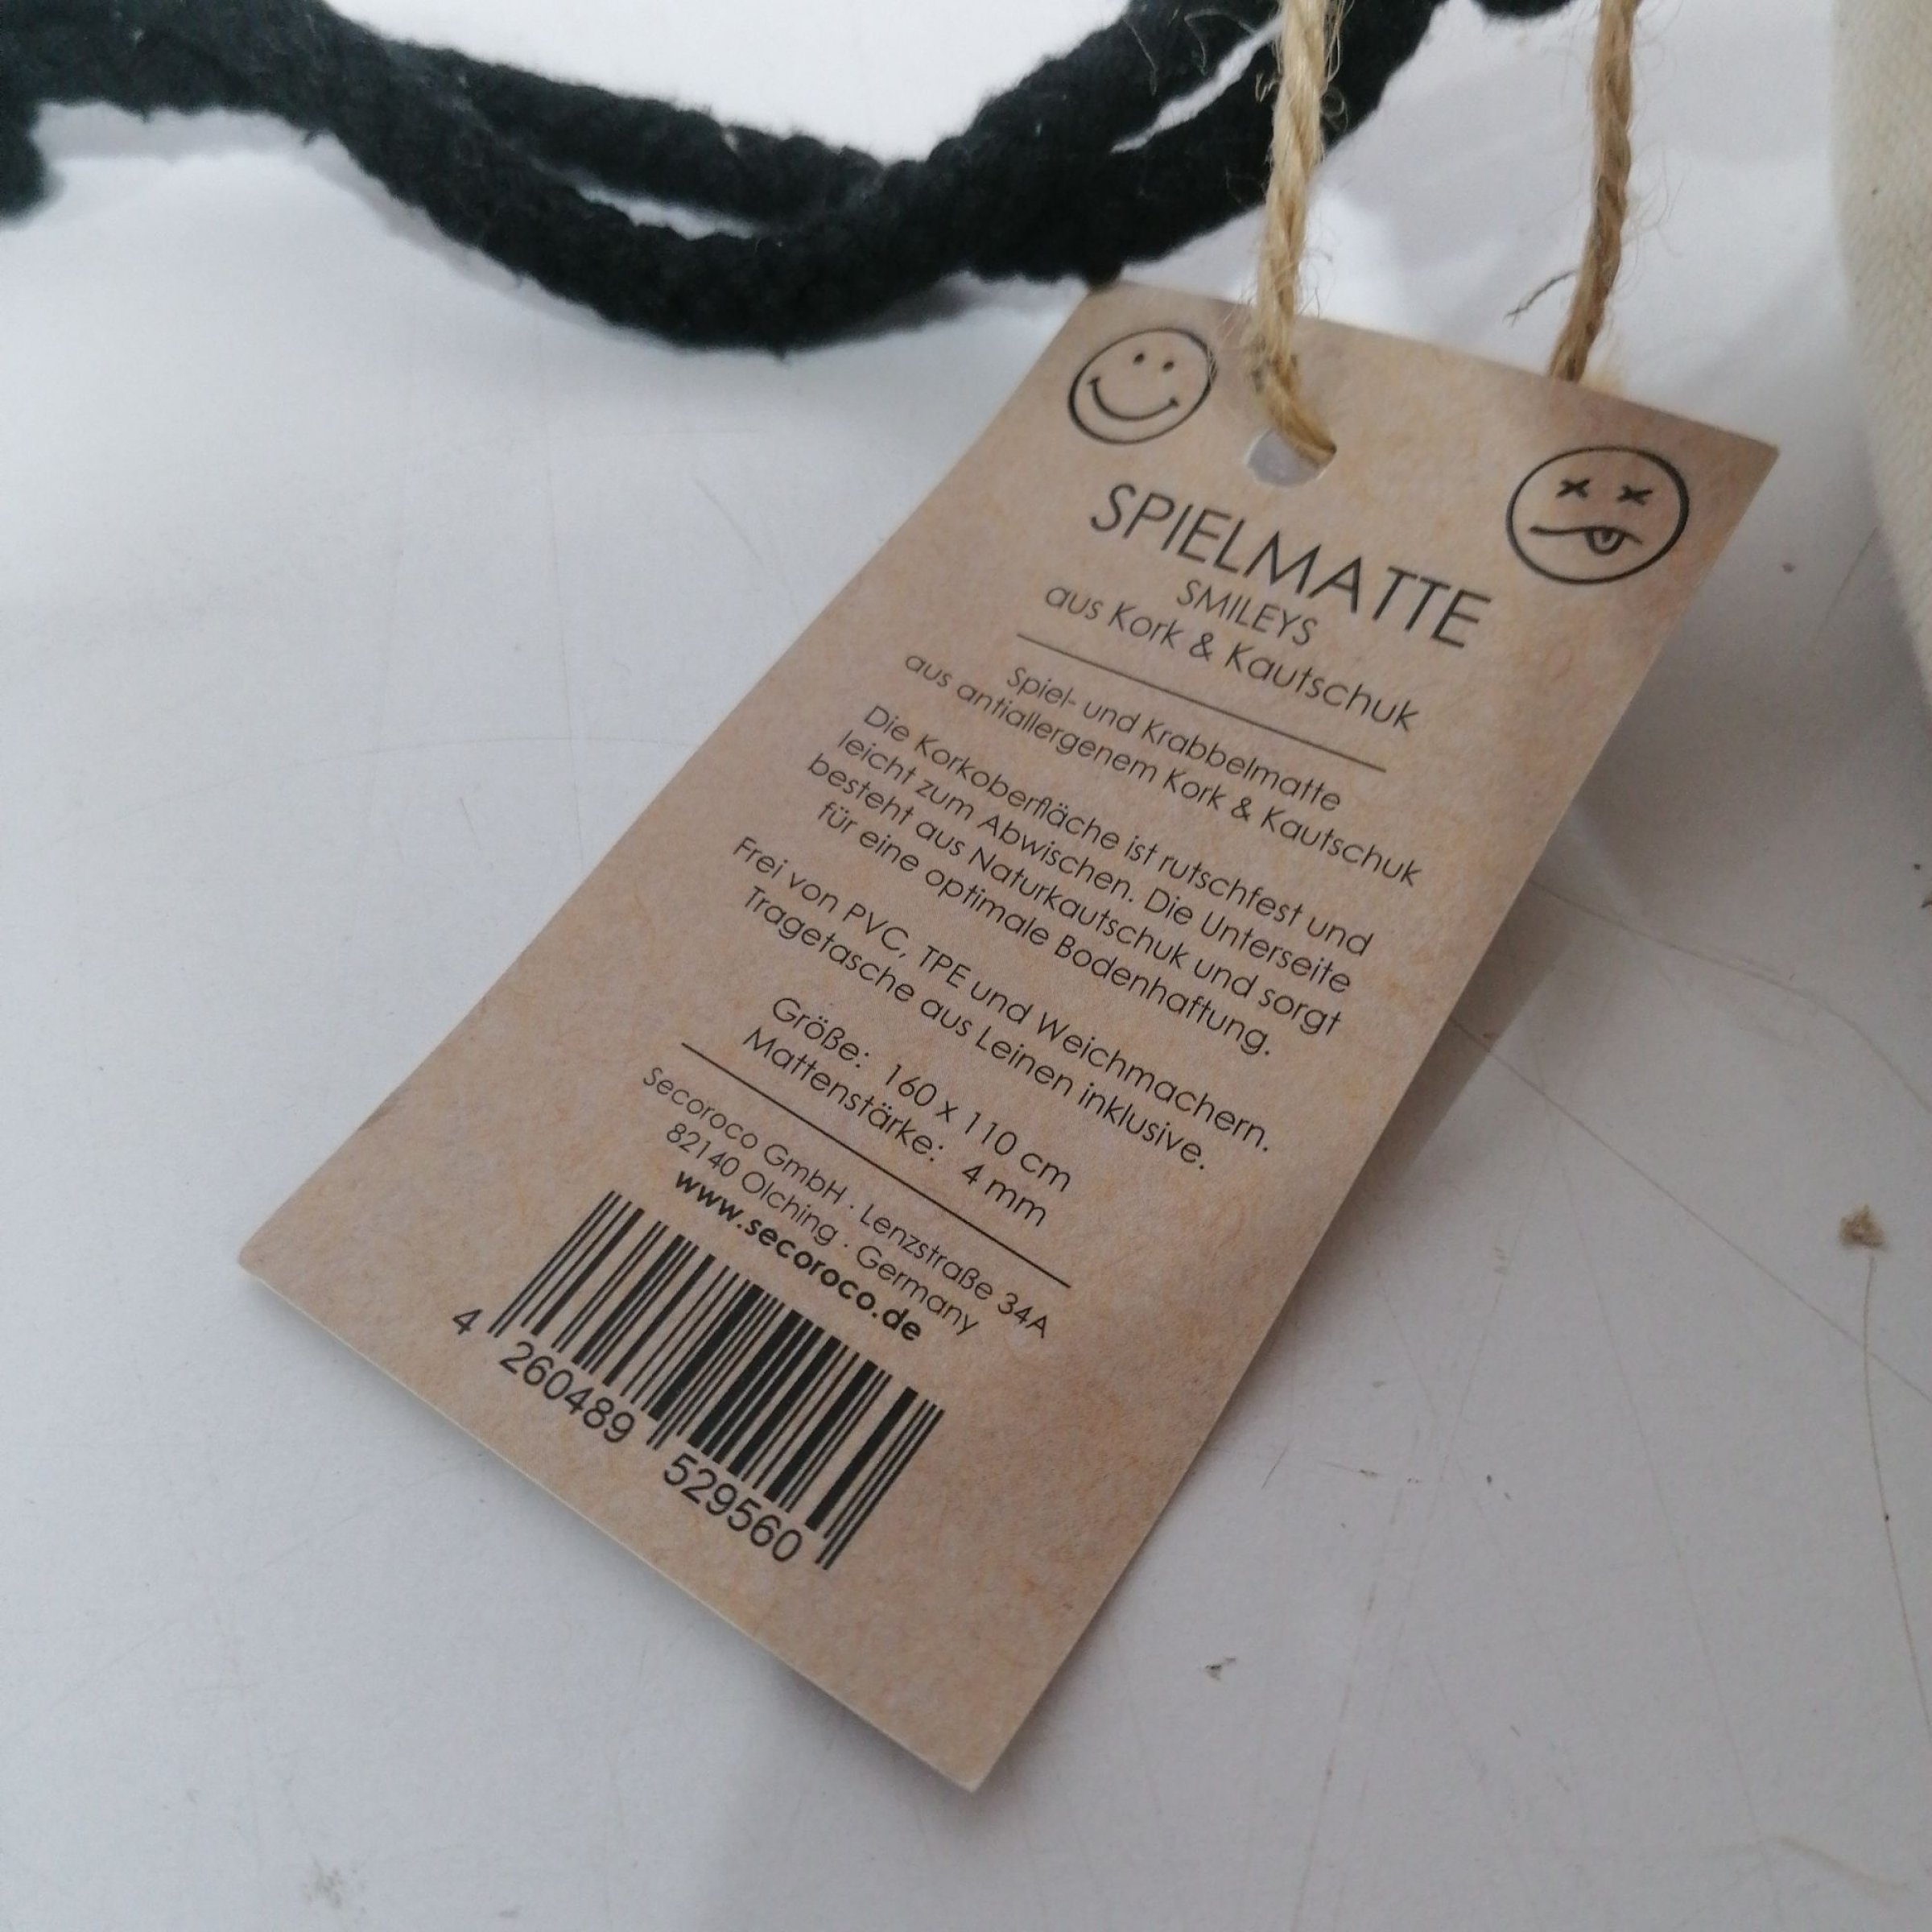 SPIELMATTE
SMILEYS
aus Kork & Kautschuk
Spiel- und Krabbelmatte
aus antiallergenem Kork & Kautschuk
Die Korkoberfläche ist rutschfest und
leicht zum Abwischen. Die Unterseite
besteht aus Naturkautschuk und sorgt
für eine optimale Bodenhaftung.
Frei von PVC, TPE und Weichmachern.
Tragetasche aus Leinen inklusive.
Größe: 160 x 110 cm
Mattenstärke: 4 mm
Secoroco GmbH · Lenzstraße 34A
82140 Olching · Germany
www.secoroco.de
4 260489 529560